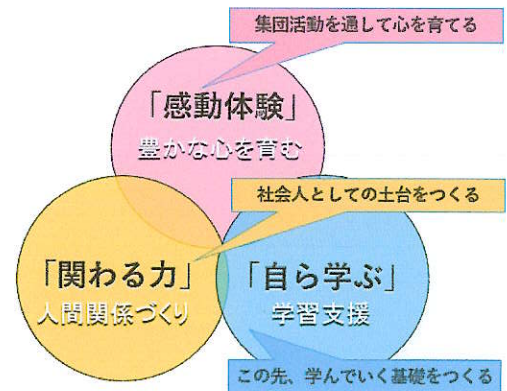 集団活動を通して心を育てる
「感動体験」
豊かな心を育む
社会人としての土台をつくる
「関わる力」
人間関係づくり
「自ら学ぶ」
学習支援
この先、学んでいく基礎をつくる